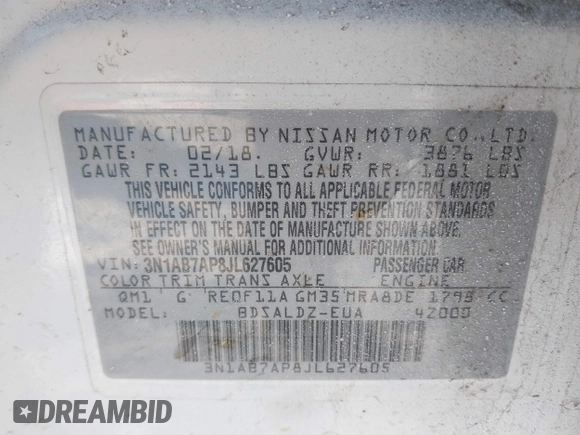 MANUFACTURED BY NISSAN MOTOR CO.,LTD.
DATE: 02/18. GVWR: 3876 LBS
GAWR FR: 2143 LBS GAWR RR: 1881 LBS
THIS VEHICLE CONFORMS TO ALL APPLICABLE FEDERAL MOTOR
VEHICLE SAFETY, BUMPER AND THEFT PREVENTION STANDARDS
IN EFFECT ON THE DATE OF MANUFACTURE SHOWN ABOVE.
SEE OWNER'S MANUAL FOR ADDITIONAL INFORMATION.
VIN: 3N1AB7AP8JL627605 PASSENGER CAR
COLOR TRIM TRANS AXLE ENGINE
QM1 G RE0F11A GM35 MRA8DE 1798 CC
BDSALDZ-EUA 4Z000
3N1AB7AP8JL627605
DREAMBID
dreambid.com